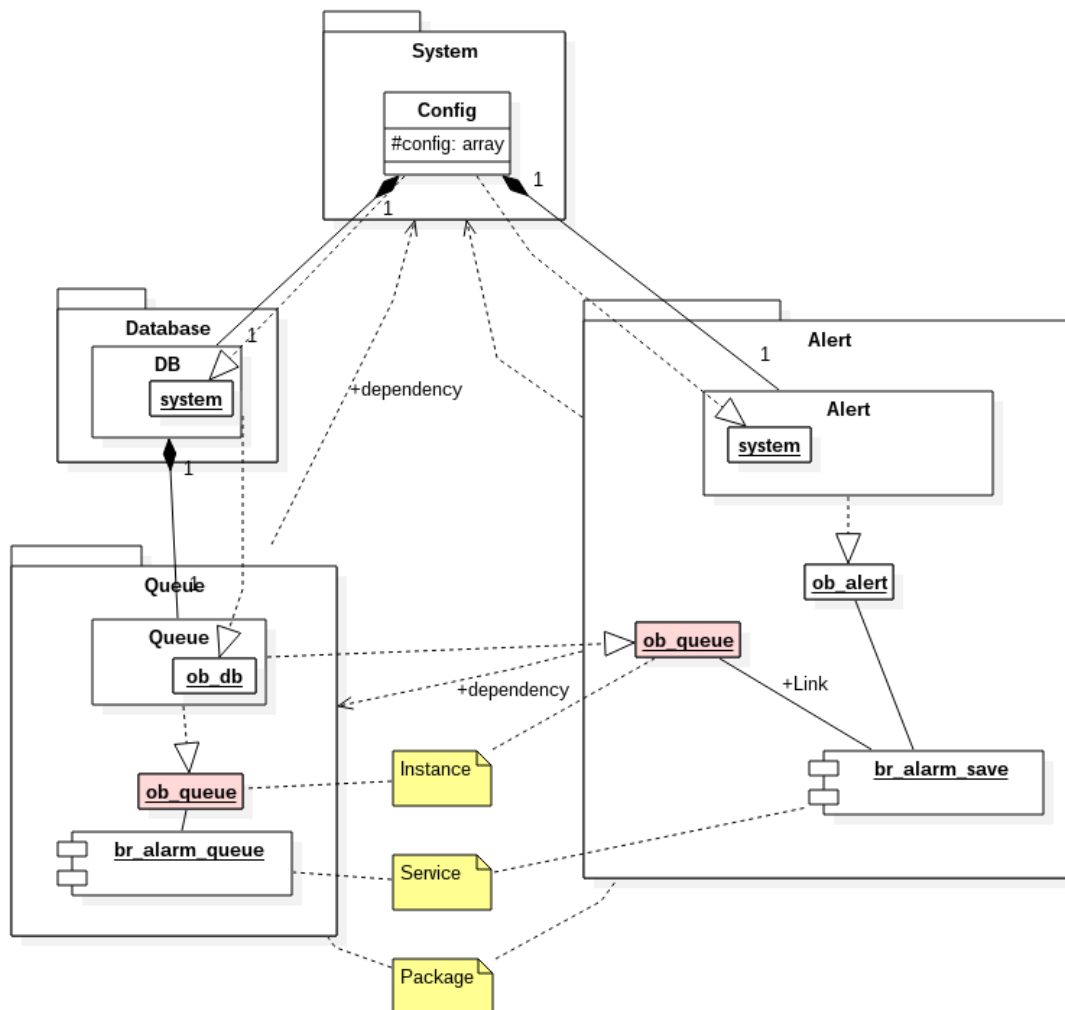 System
Config
#config: array
1
1
Database
DB
system
1
+dependency
Alert
1
Alert
system
1
Queue
1
Queue
ob_db
ob_alert
ob_queue
+dependency
+Link
Instance
br_alarm_save
ob_queue
br_alarm_queue
Service
Package